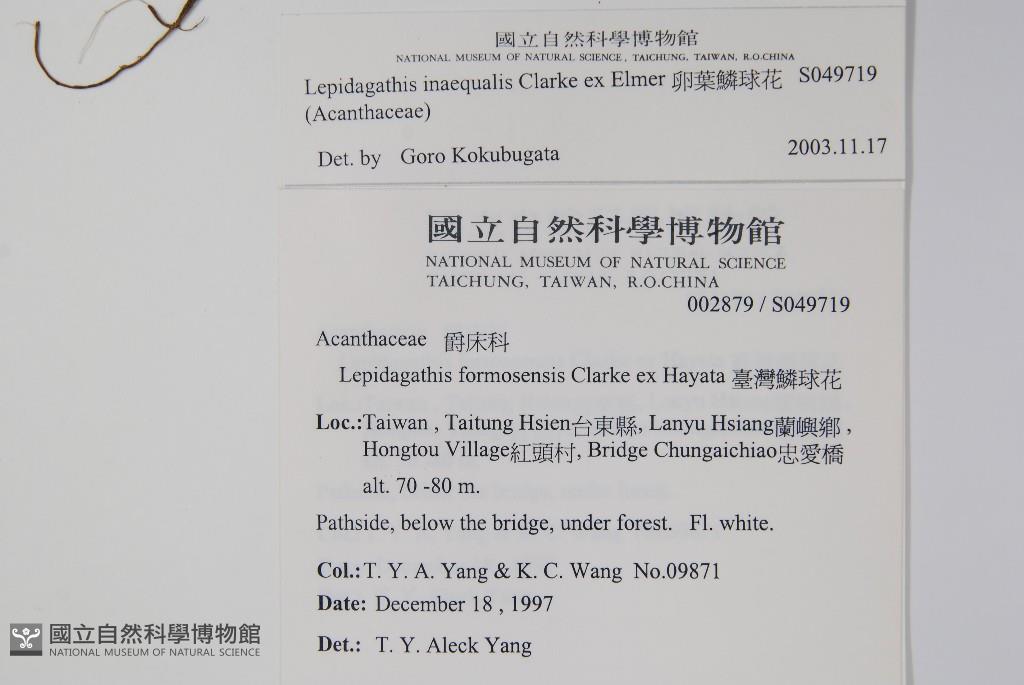 國立自然科學博物館
NATIONAL MUSEUM OF NATURAL SCIENCE, TAICHUNG, TAIWAN, R.O.CHINA
Lepidagathis inaequalis Clarke ex Elmer 卵葉鱗球花 S049719
(Acanthaceae)
Det. by Goro Kokubugata 2003.11.17
國立自然科學博物館
NATIONAL MUSEUM OF NATURAL SCIENCE
TAICHUNG, TAIWAN, R.O.CHINA
002879 / S049719
Acanthaceae 爵床科
Lepidagathis formosensis Clarke ex Hayata 臺灣鱗球花
Loc.:Taiwan , Taitung Hsien台東縣, Lanyu Hsiang蘭嶼鄉 ,
Hongtou Village紅頭村, Bridge Chungaichiao忠愛橋
alt. 70 -80 m.
Pathside, below the bridge, under forest. Fl. white.
Col.:T. Y. A. Yang & K. C. Wang No.09871
Date: December 18 , 1997
Det.: T. Y. Aleck Yang
國立自然科學博物館
NATIONAL MUSEUM OF NATURAL SCIENCE